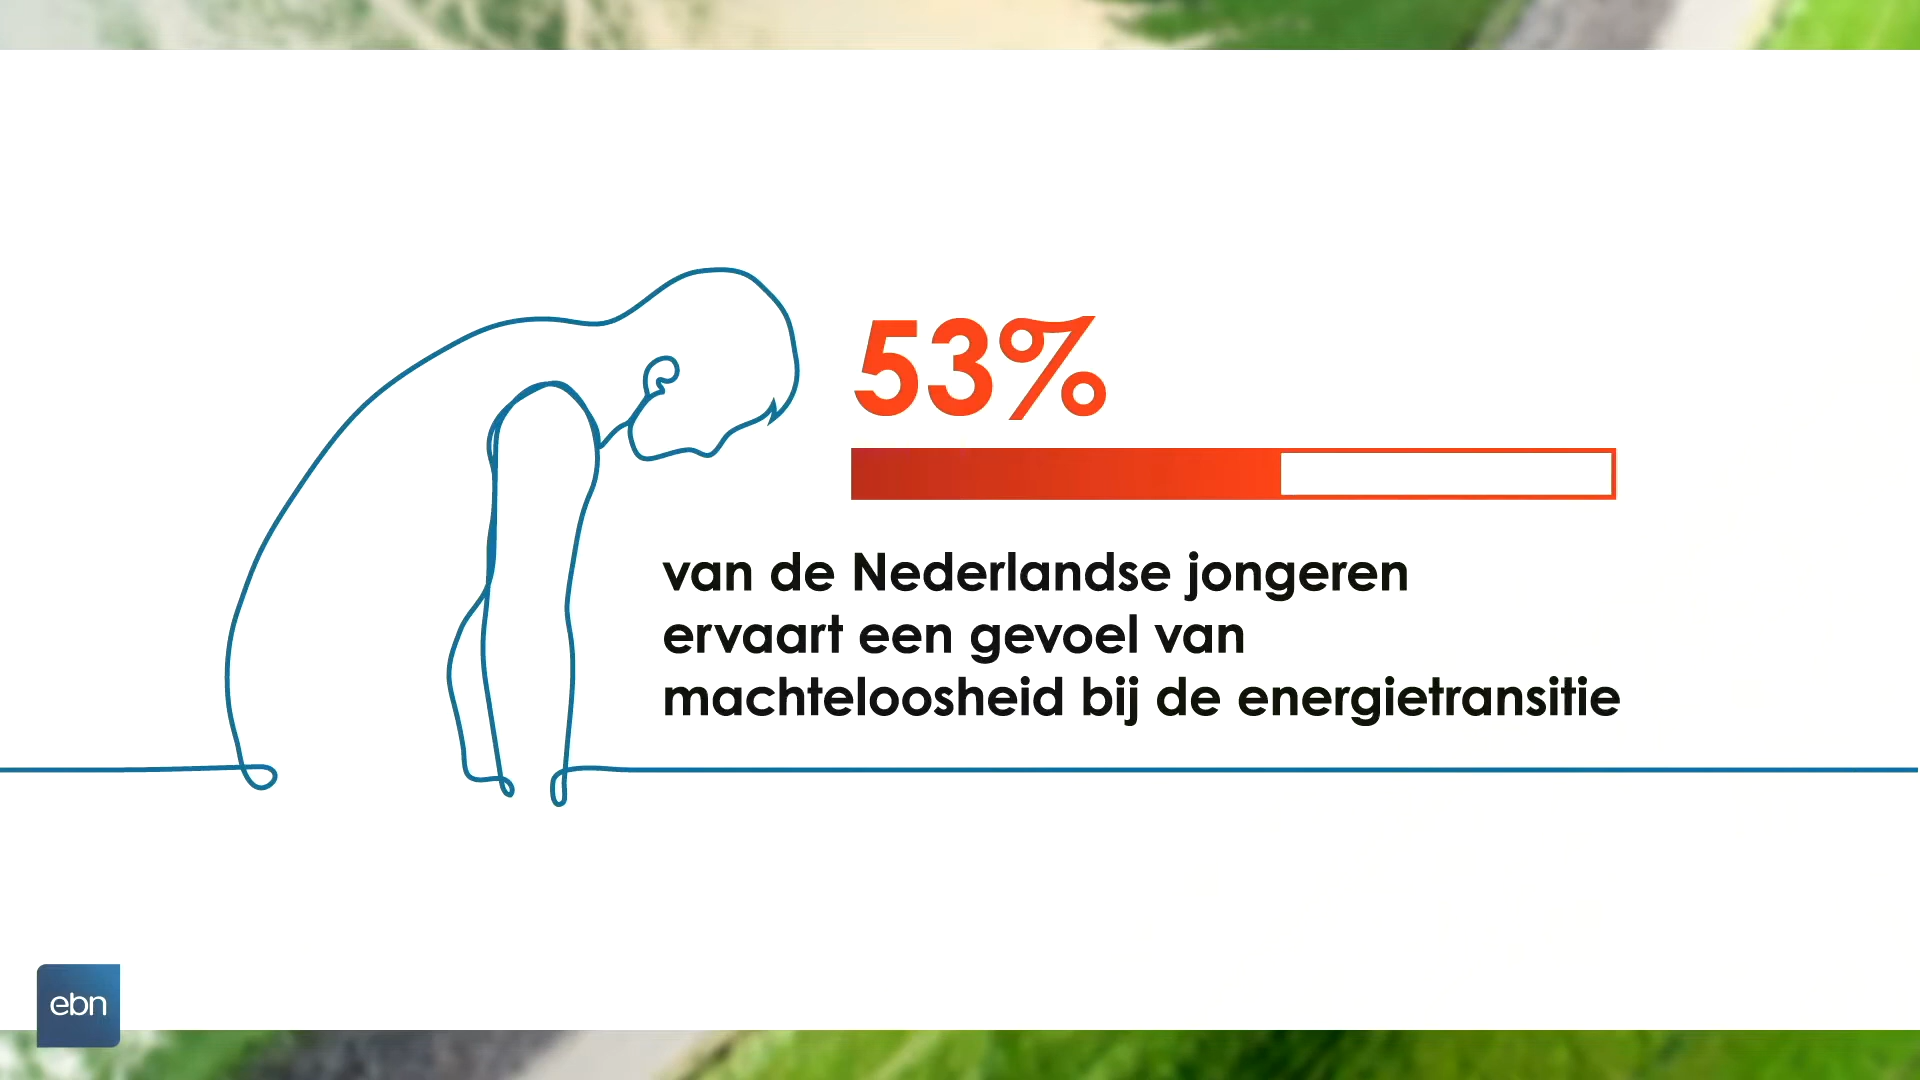 53%
van de Nederlandse jongeren
ervaart een gevoel van
machteloosheid bij de energietransitie
ebn